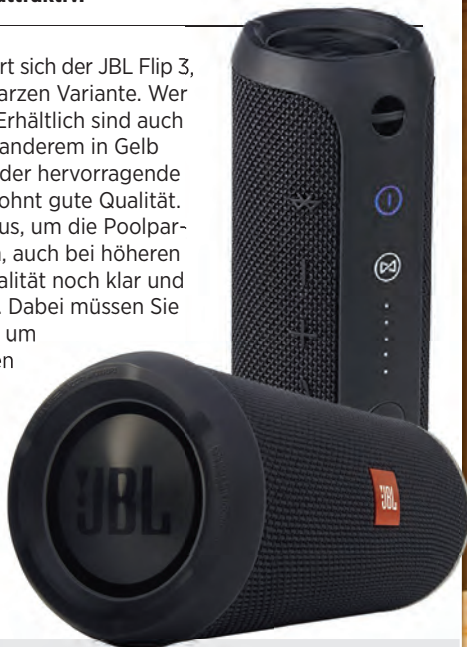 rt sich der JBL Flip 3,
arzen Variante. Wer
Erhältlich sind auch
anderem in Gelb
der hervorragende
ohnt gute Qualität.
us, um die Poolpar-
, auch bei höheren
alität noch klar und
. Dabei müssen Sie
um
en
JBL
JBL